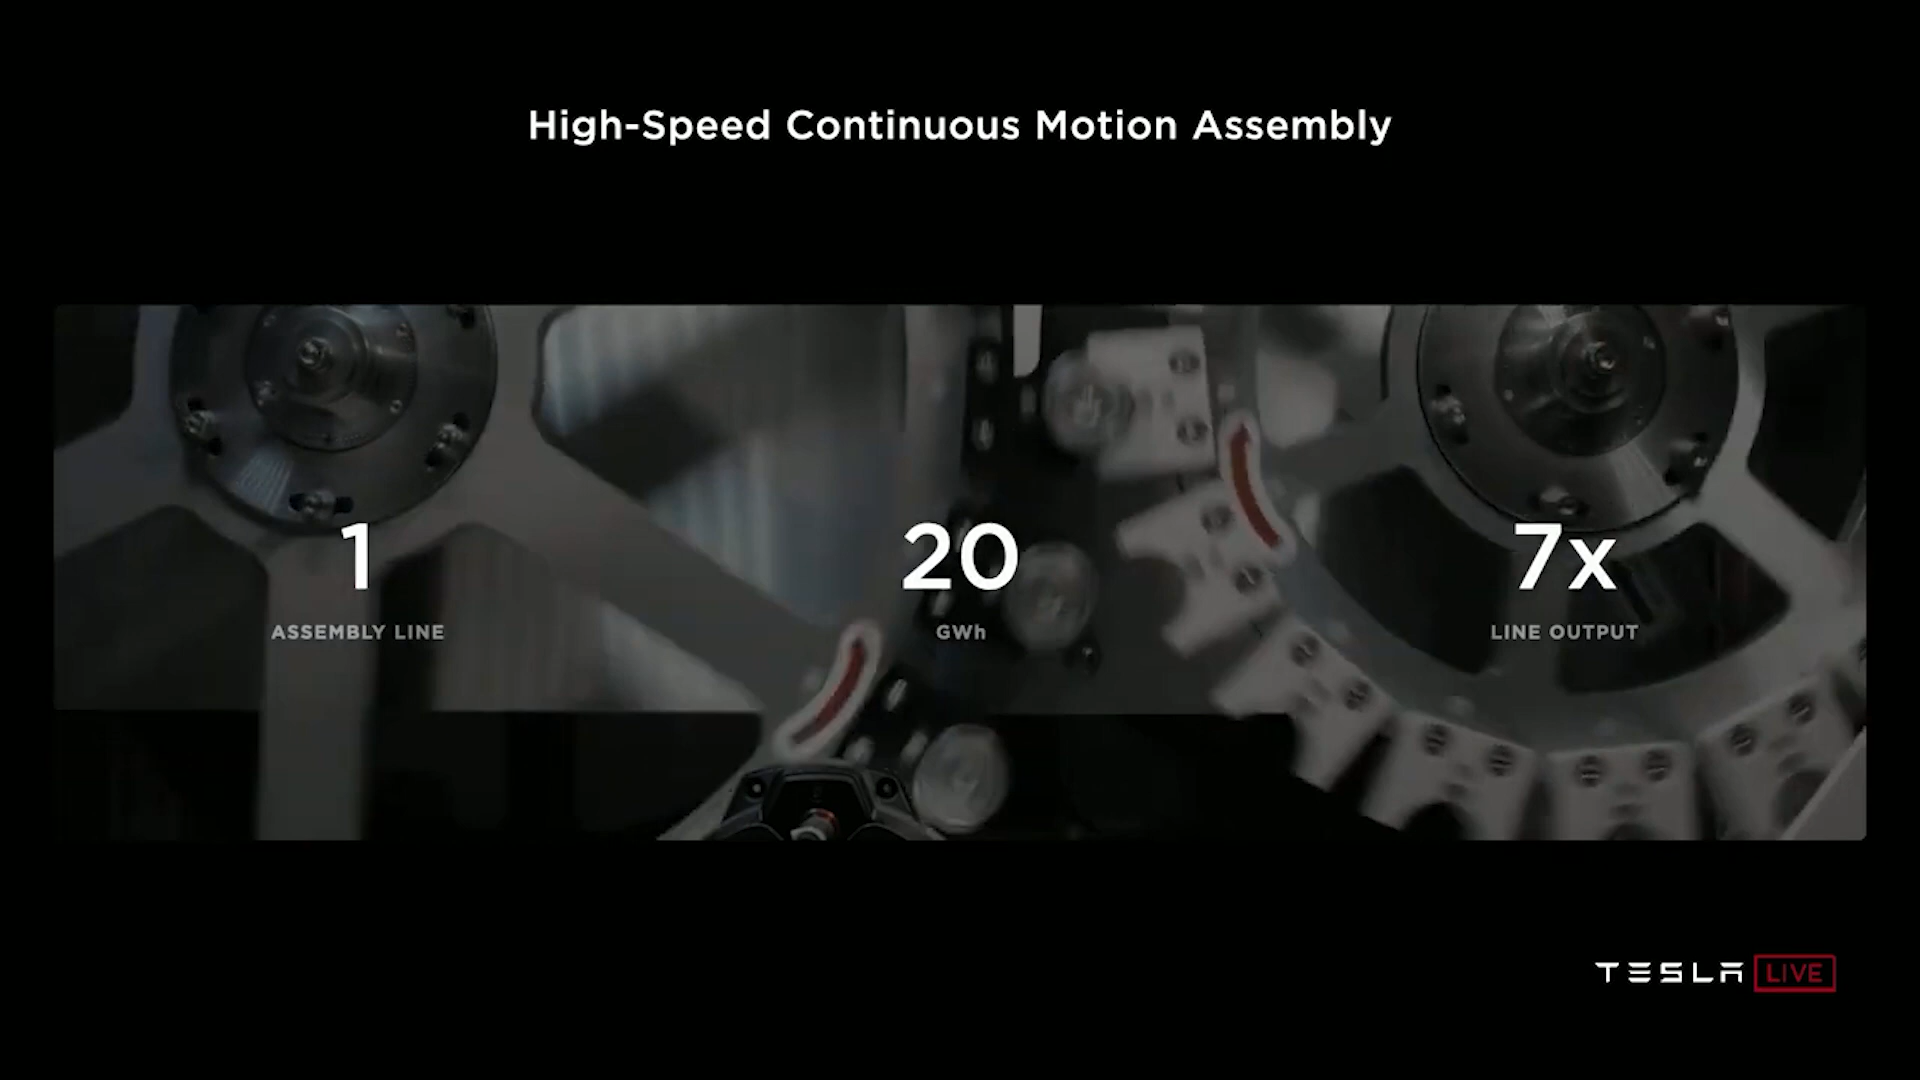 High-Speed Continuous Motion Assembly
1
ASSEMBLY LINE
20
GWh
7x
LINE OUTPUT
TESLA LIVE